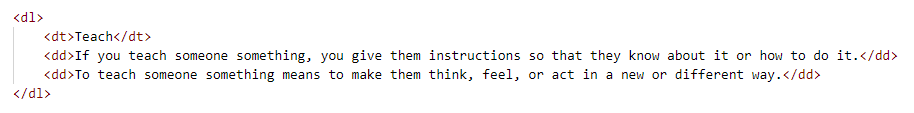 <dl>
    <dt>Teach</dt>
    <dd>If you teach someone something, you give them instructions so that they know about it or how to do it.</dd>
    <dd>To teach someone something means to make them think, feel, or act in a new or different way.</dd>
</dl>